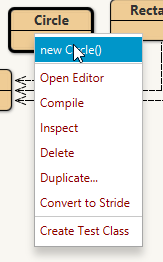 Circle
Recta
new Circle()
Open Editor
Compile
Inspect
Delete
Duplicate...
Convert to Stride
Create Test Class